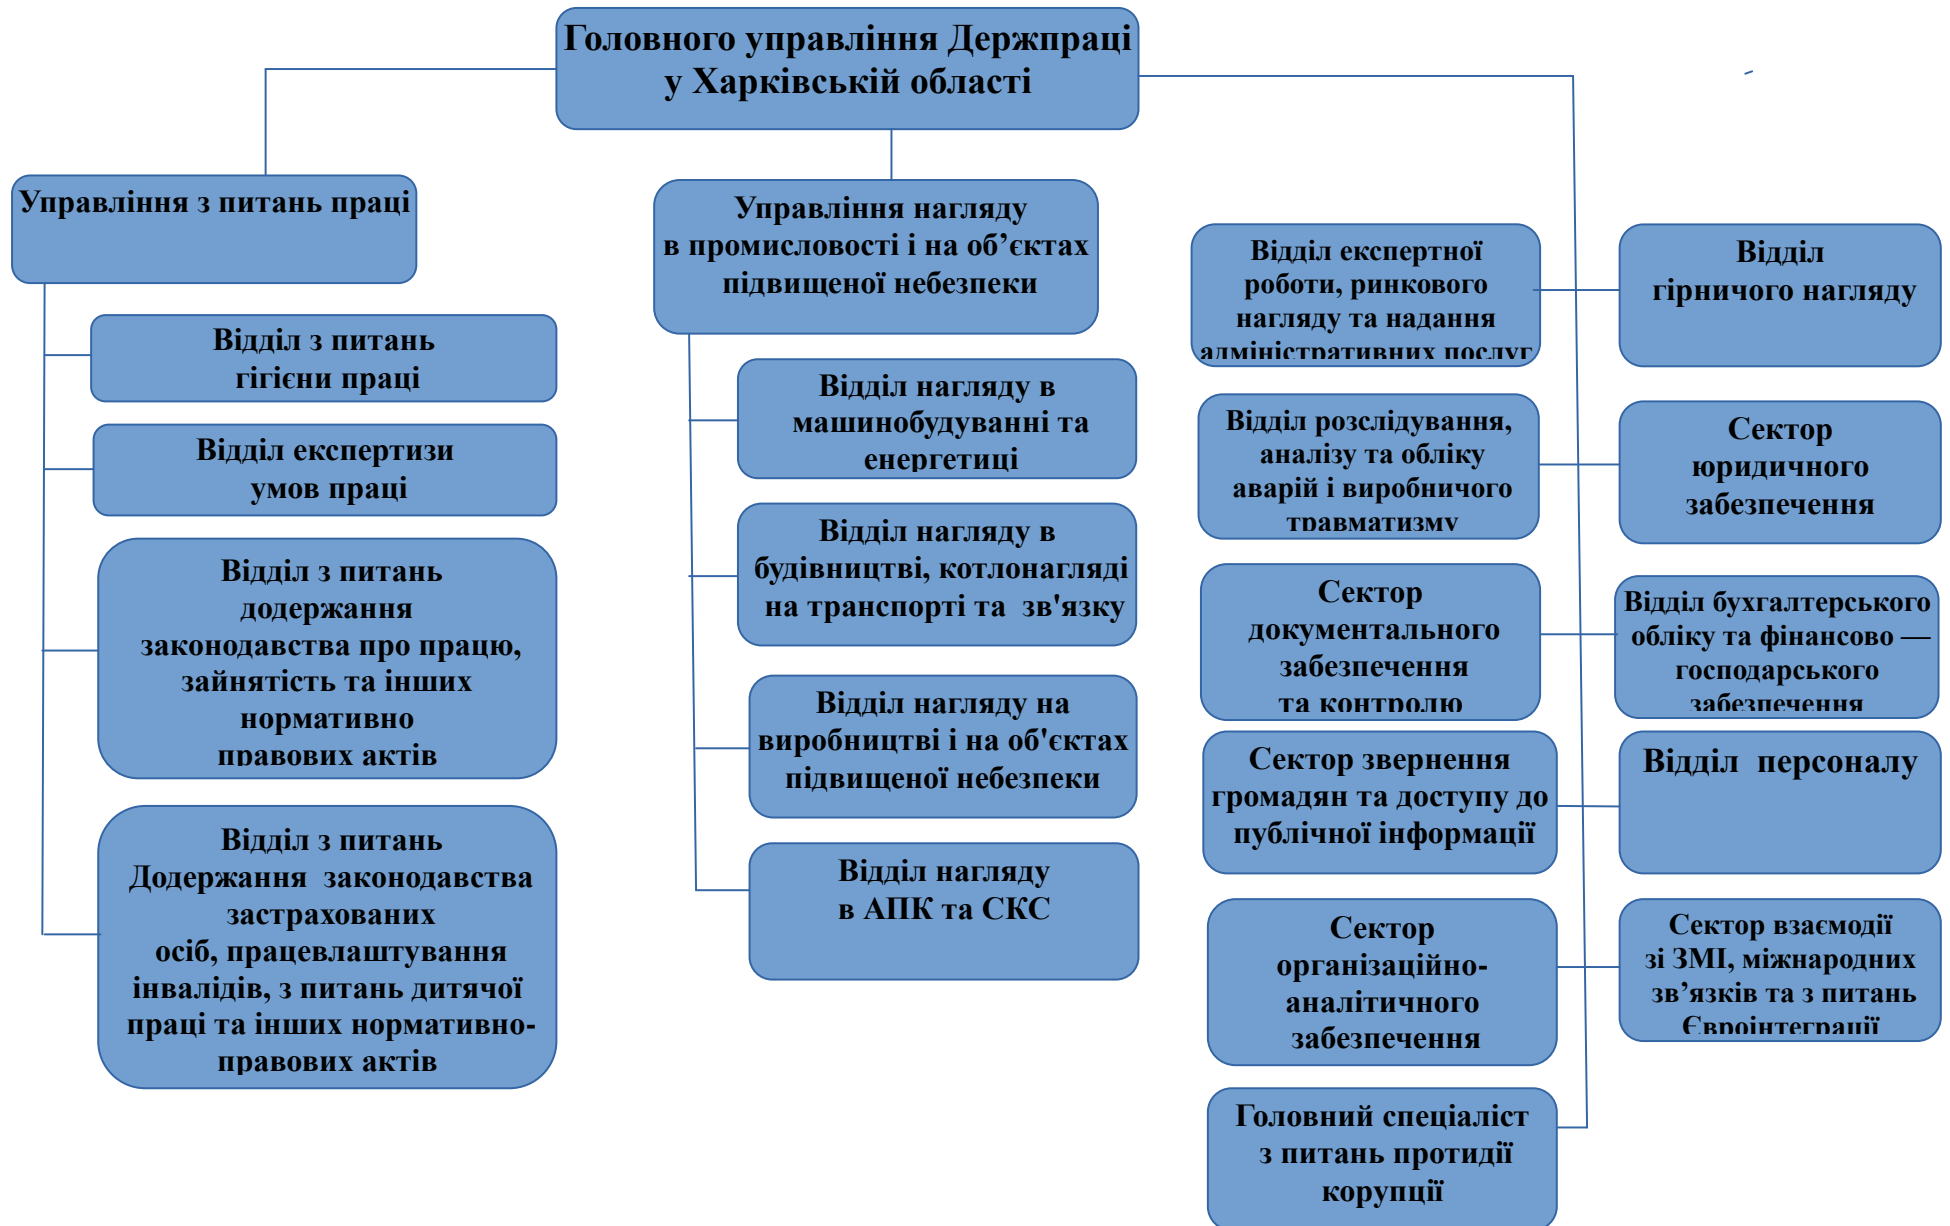 Головного управління Держпраці
у Харківській області
Управління з питань праці
Відділ з питань
гігієни праці
Відділ експертизи
умов праці
Відділ з питань
додержання
законодавства про працю,
зайнятість та інших
нормативно
правових актів
Відділ з питань
Додержання законодавства
застрахованих
осіб, працевлаштування
інвалідів, з питань дитячої
праці та інших нормативно-
правових актів
Управління нагляду
в промисловості і на об’єктах
підвищеної небезпеки
Відділ нагляду в
машинобудуванні та
енергетиці
Відділ нагляду в
будівництві, котлонагляді
на транспорті та зв'язку
Відділ нагляду на
виробництві і на об'єктах
підвищеної небезпеки
Відділ нагляду
в АПК та СКС
Відділ експертної
роботи, ринкового
нагляду та надання
адміністративних послуг
Відділ розслідування,
аналізу та обліку
аварій і виробничого
травматизму
Сектор
документального
забезпечення
та контролю
Сектор звернення
громадян та доступу до
публічної інформації
Сектор
організаційно-
аналітичного
забезпечення
Головний спеціаліст
з питань протидії
корупції
Відділ
гірничого нагляду
Сектор
юридичного
забезпечення
Відділ бухгалтерського
обліку та фінансово —
господарського
забезпечення
Відділ персоналу
Сектор взаємодії
зі ЗМІ, міжнародних
зв’язків та з питань
Євроінтеграції